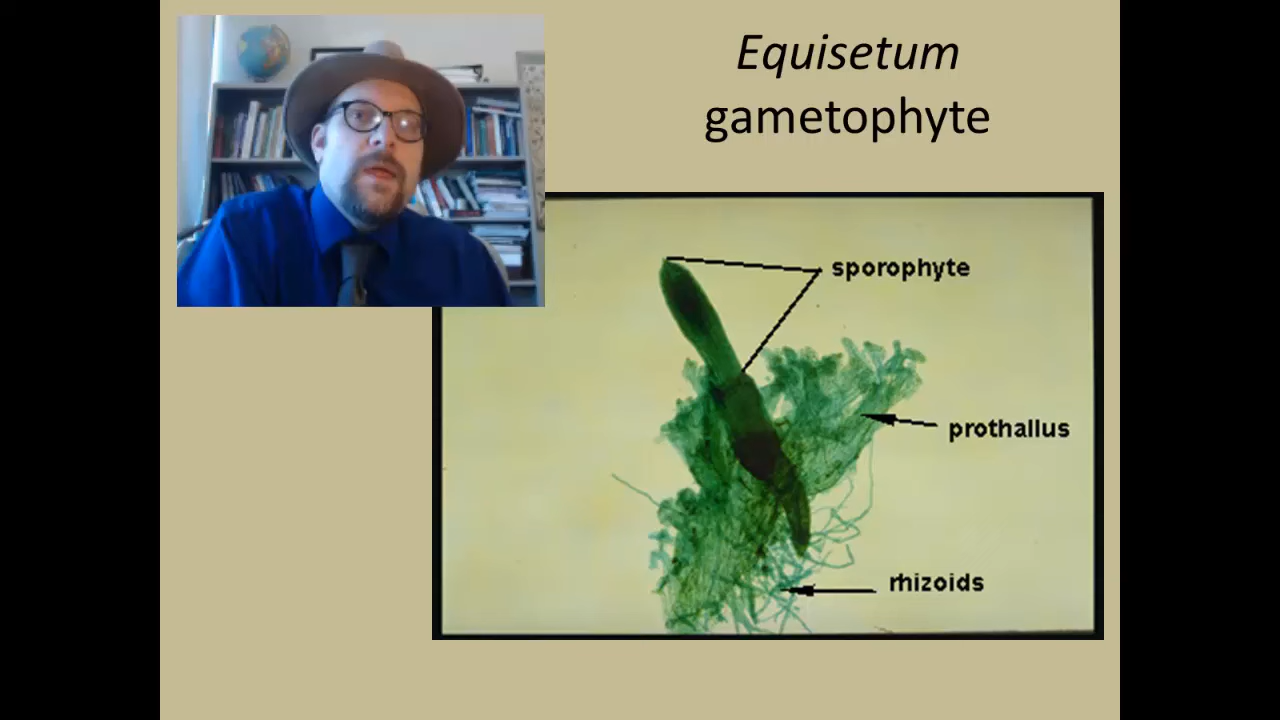 Equisetum
gametophyte
sporophyte
prothallus
rhizoids